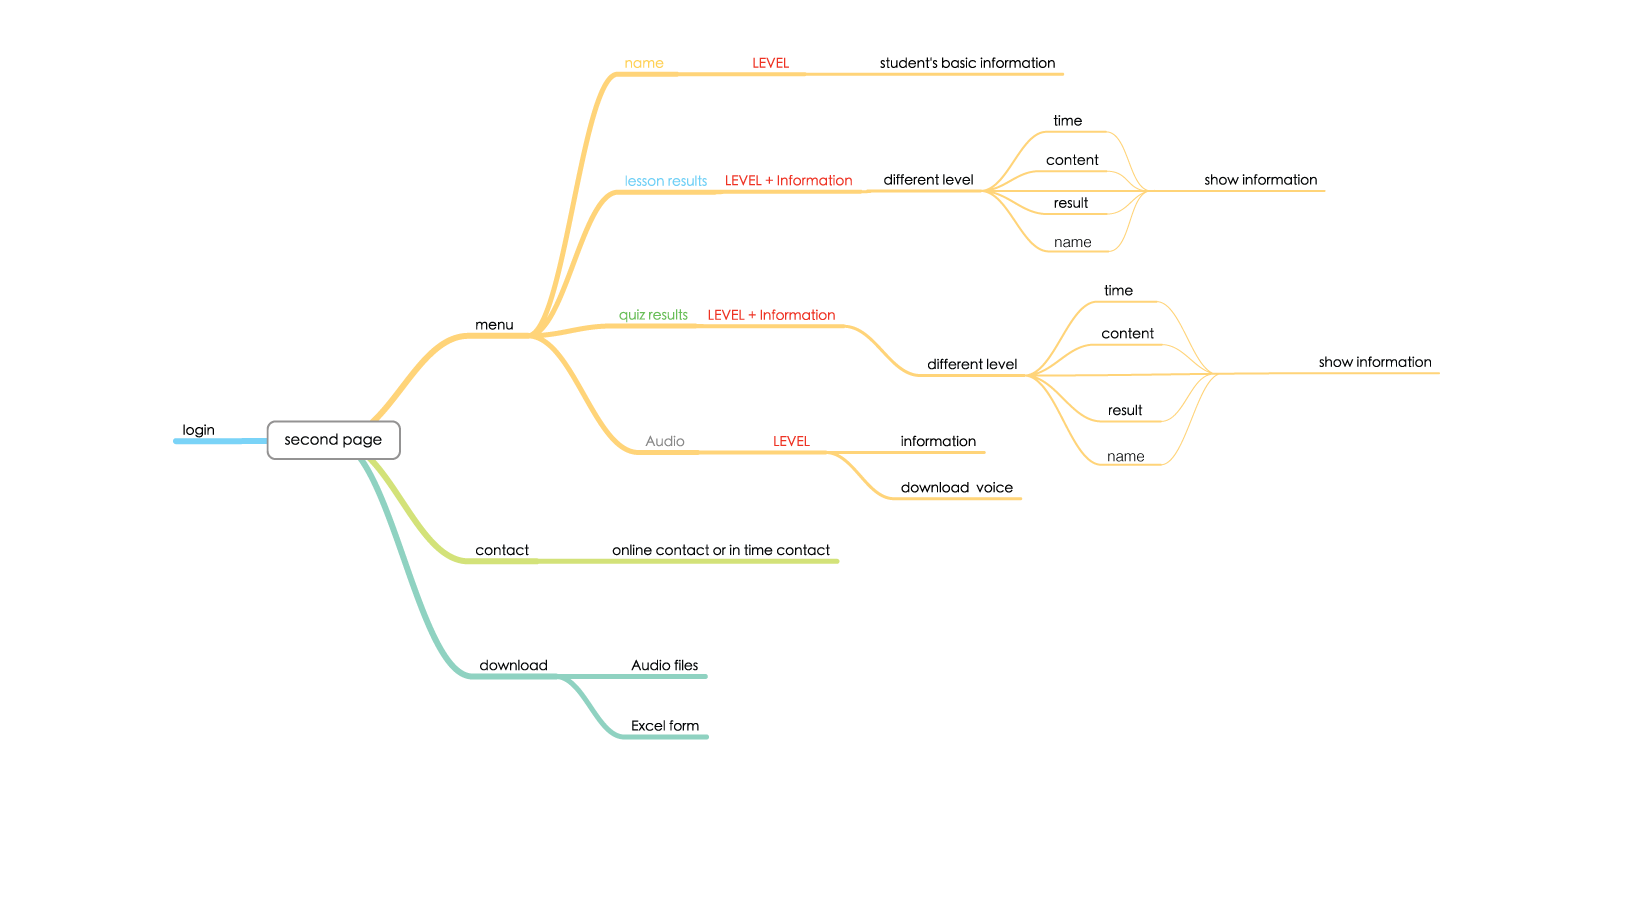 name LEVEL student's basic information
time
content
lesson results LEVEL + Information different level show information
result
name
time
quiz results LEVEL + Information
content
menu
different level show information
result
name
login
second page
Audio LEVEL information
download voice
contact online contact or in time contact
download Audio files
Excel form